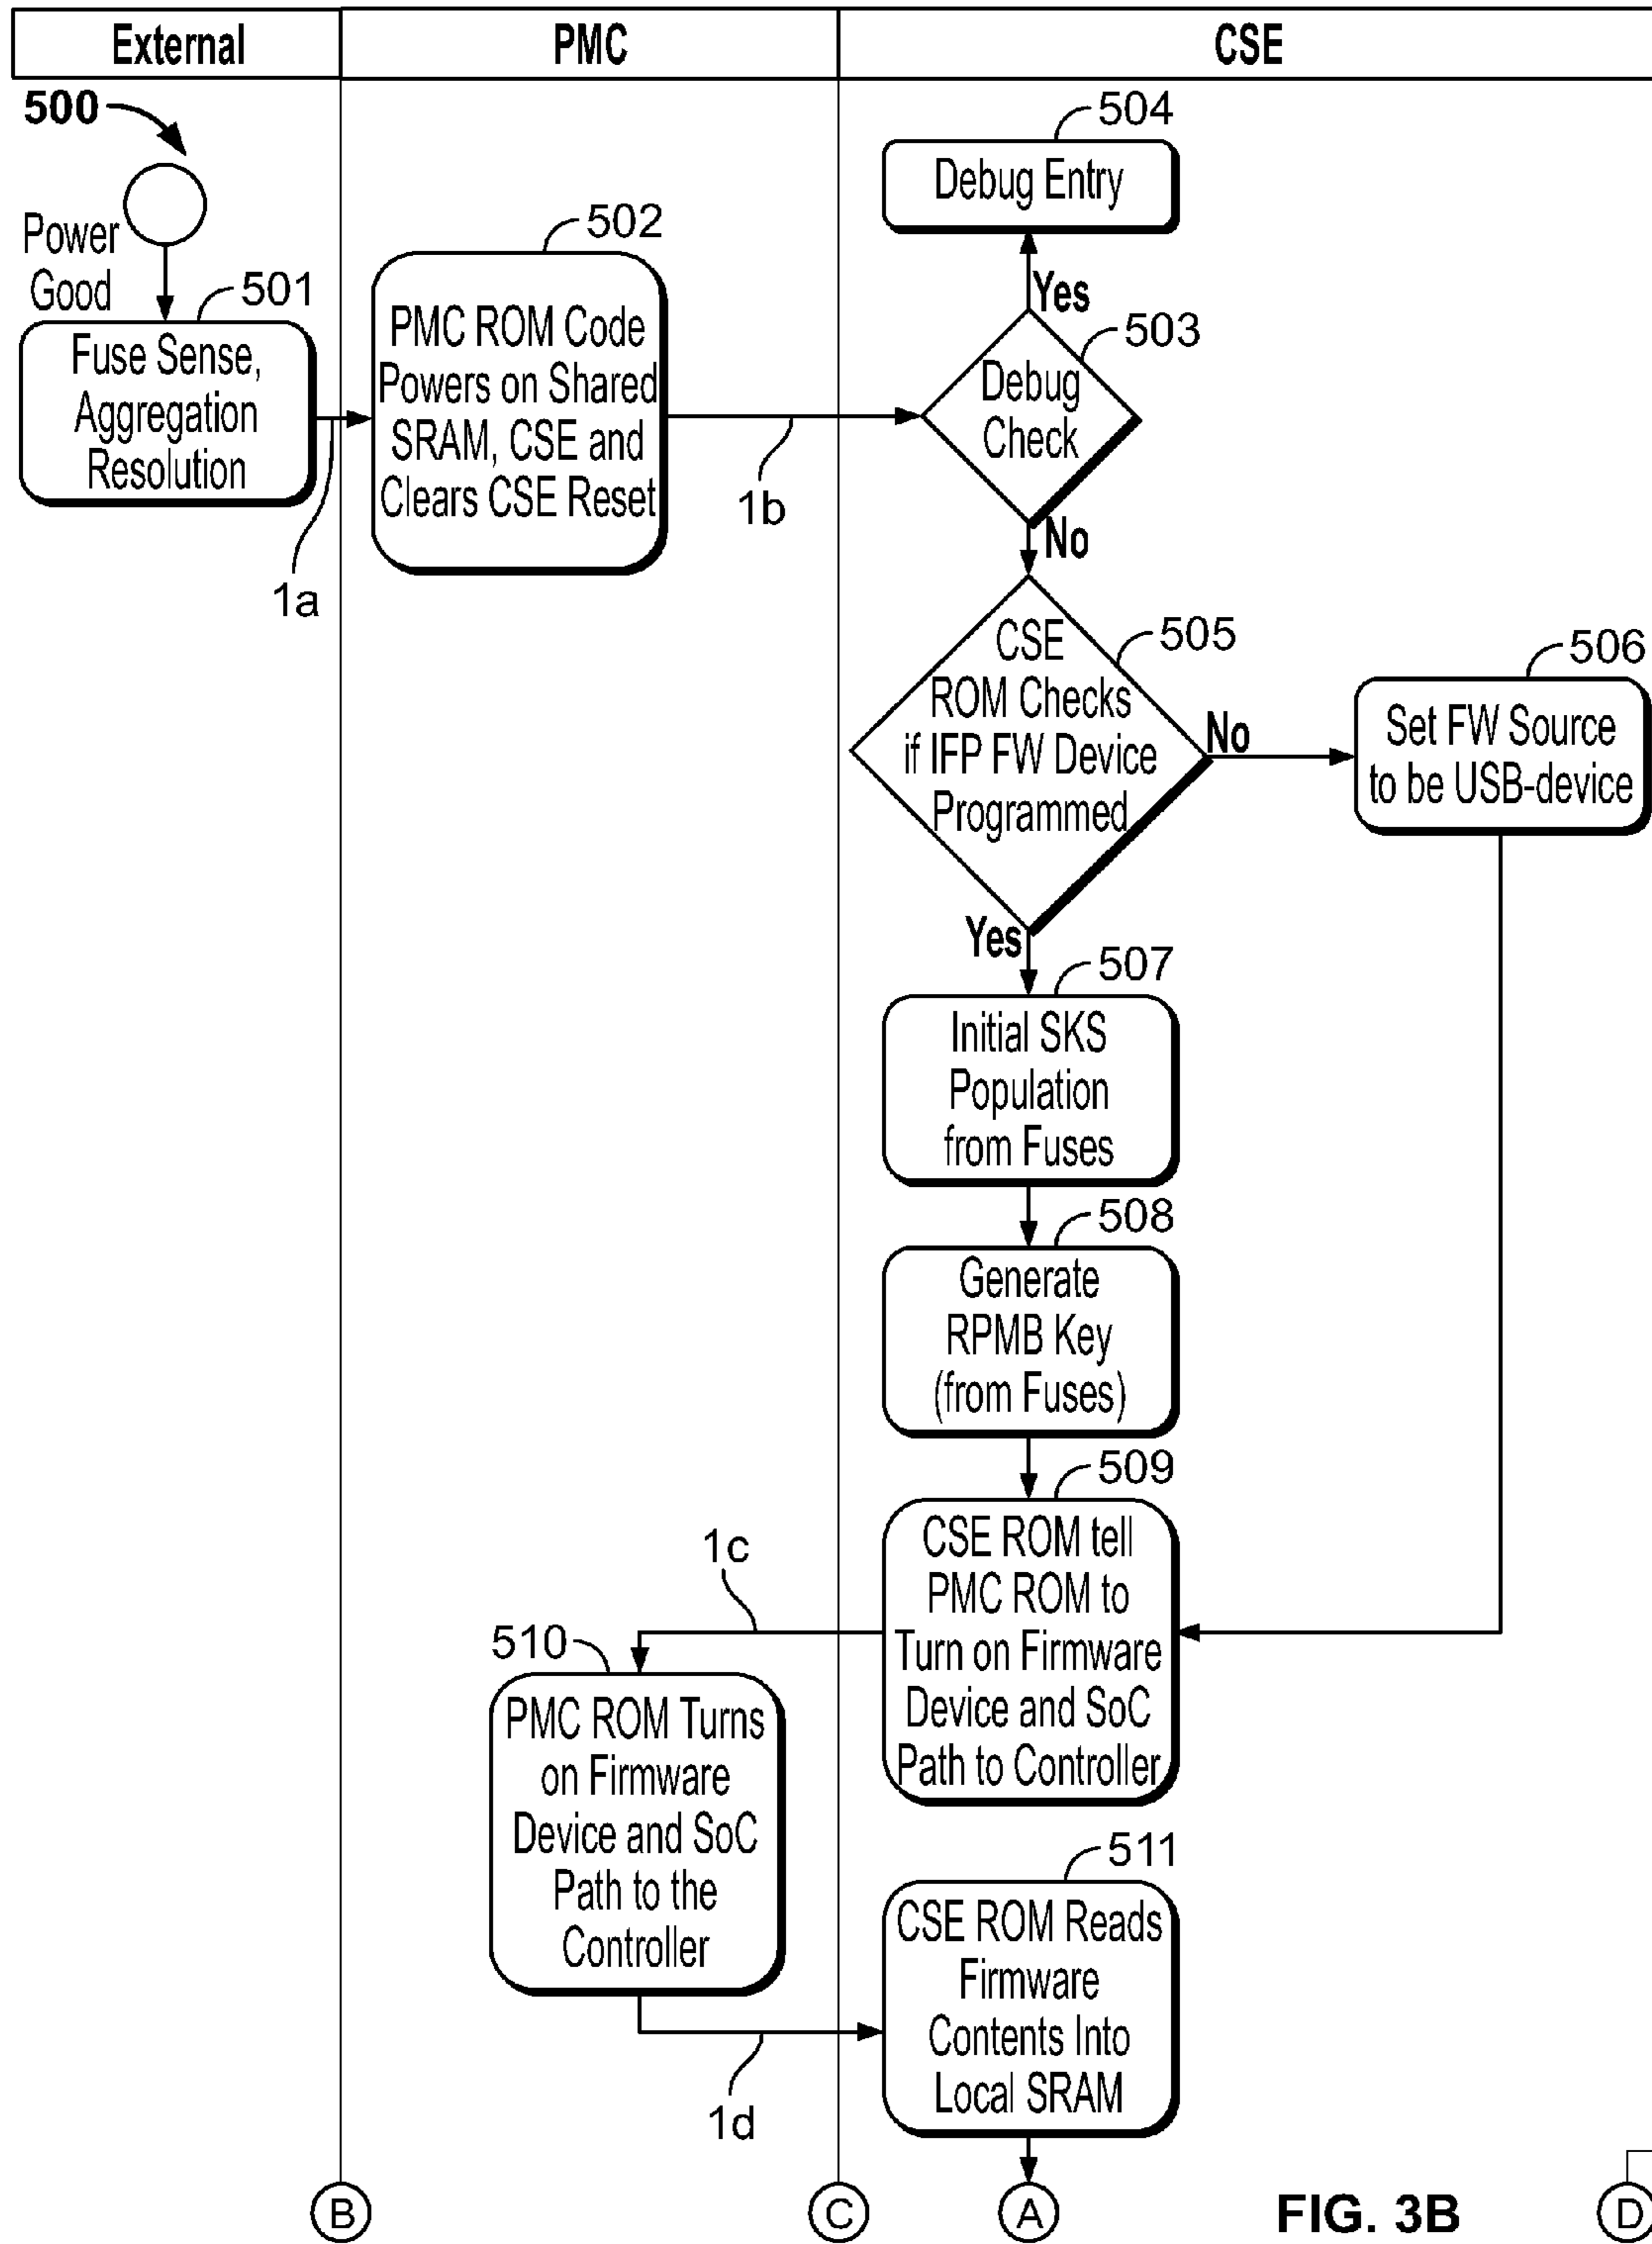 External
PMC
CSE
500
504
Debug Entry
Power
Good
502
501
Yes
503
PMC ROM Code
Powers on Shared
SRAM, CSE and
Clears CSE Reset
Fuse Sense,
Aggregation
Resolution
Debug
Check
1a
1b
No
CSE
ROM Checks
if IFP FW Device
Programmed
505
506
No
Set FW Source
to be USB-device
Yes
507
Initial SKS
Population
from Fuses
508
Generate
RPMB Key
(from Fuses)
509
CSE ROM tell
PMC ROM to
Turn on Firmware
Device and SoC
Path to Controller
1c
510
PMC ROM Turns
on Firmware
Device and SoC
Path to the
Controller
511
CSE ROM Reads
Firmware
Contents Into
Local SRAM
1d
B
C
A
FIG. 3B
D